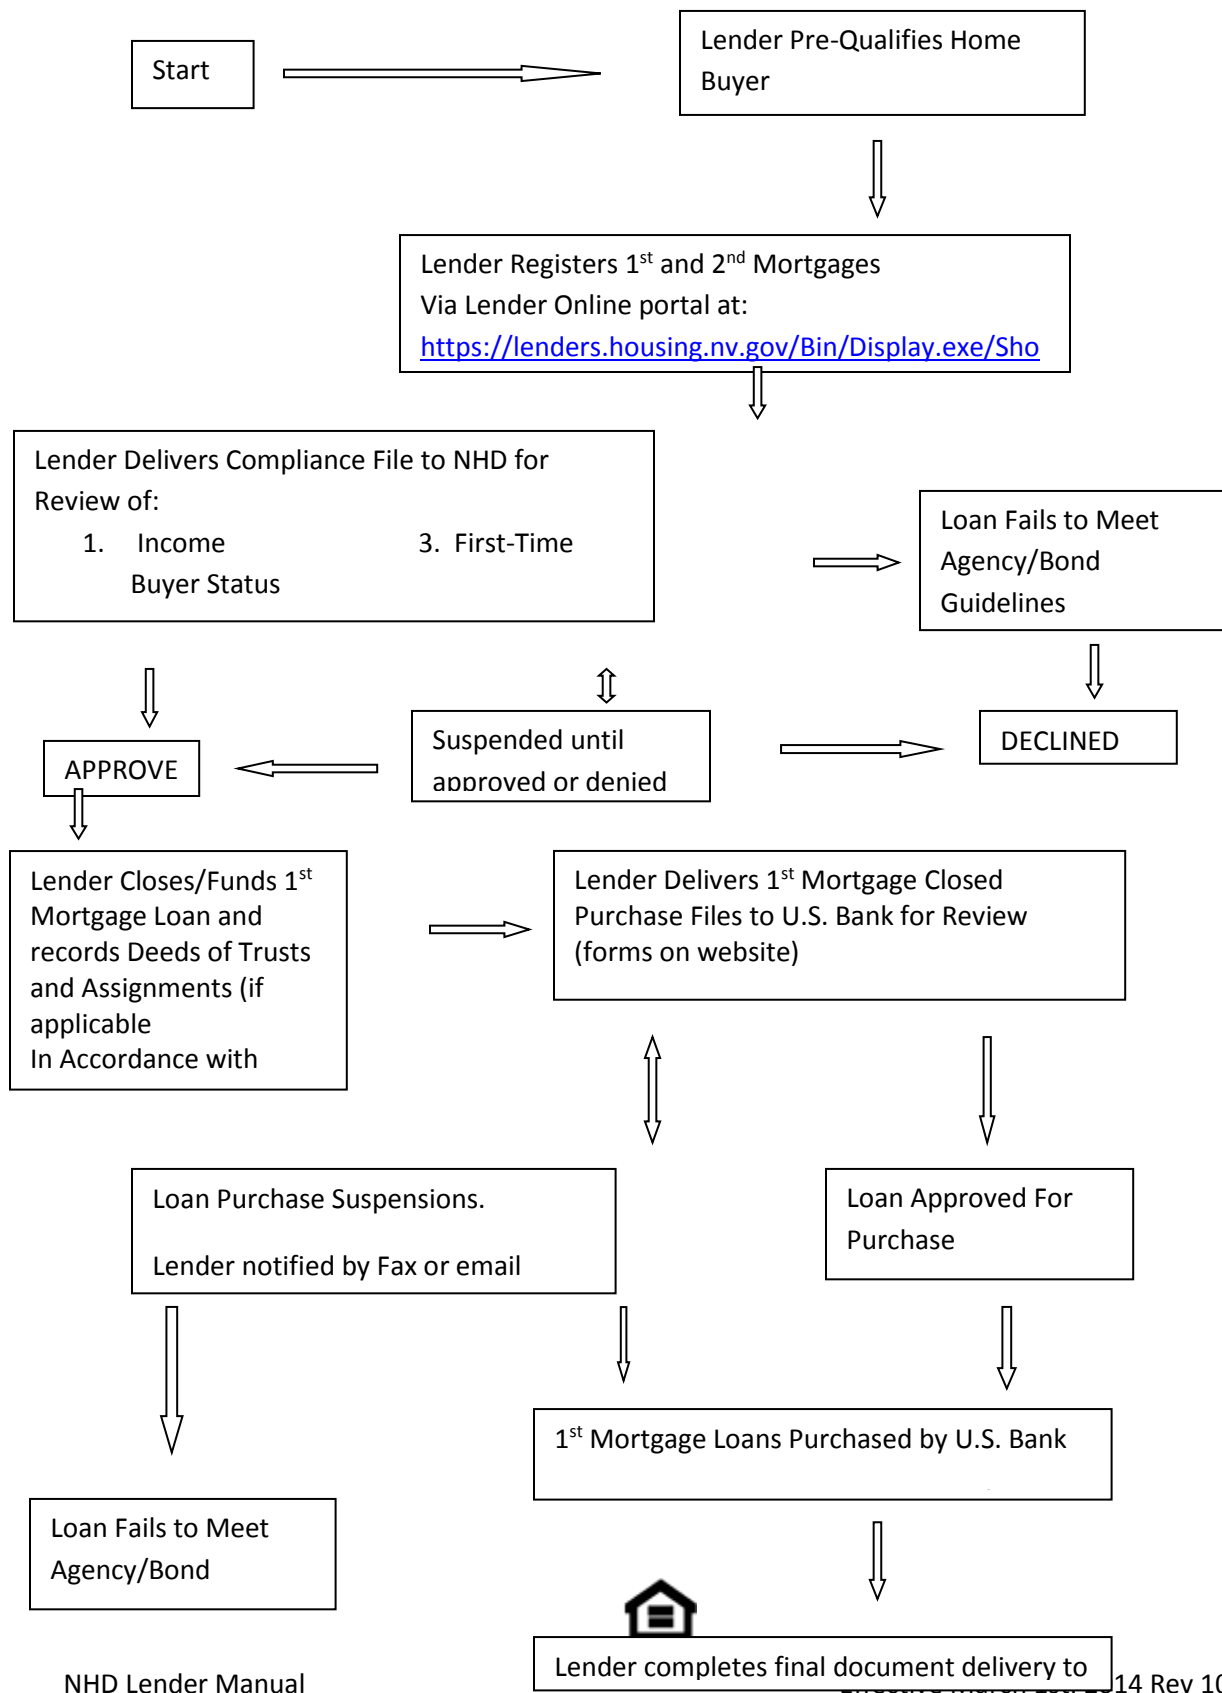 Start
Lender Pre-Qualifies Home
Buyer
Lender Registers 1st and 2nd Mortgages
Via Lender Online portal at:
https://lenders.housing.nv.gov/Bin/Display.exe/Sho
Lender Delivers Compliance File to NHD for
Review of:
1. Income 3. First-Time
Buyer Status
Loan Fails to Meet
Agency/Bond
Guidelines
APPROVE
Suspended until
approved or denied
DECLINED
Lender Closes/Funds 1st
Mortgage Loan and
records Deeds of Trusts
and Assignments (if
applicable
In Accordance with
Lender Delivers 1st Mortgage Closed
Purchase Files to U.S. Bank for Review
(forms on website)
Loan Purchase Suspensions.
Lender notified by Fax or email
Loan Approved For
Purchase
1st Mortgage Loans Purchased by U.S. Bank
Loan Fails to Meet
Agency/Bond
Lender completes final document delivery to
NHD Lender Manual
Effective March 1st, 2014 Rev 10